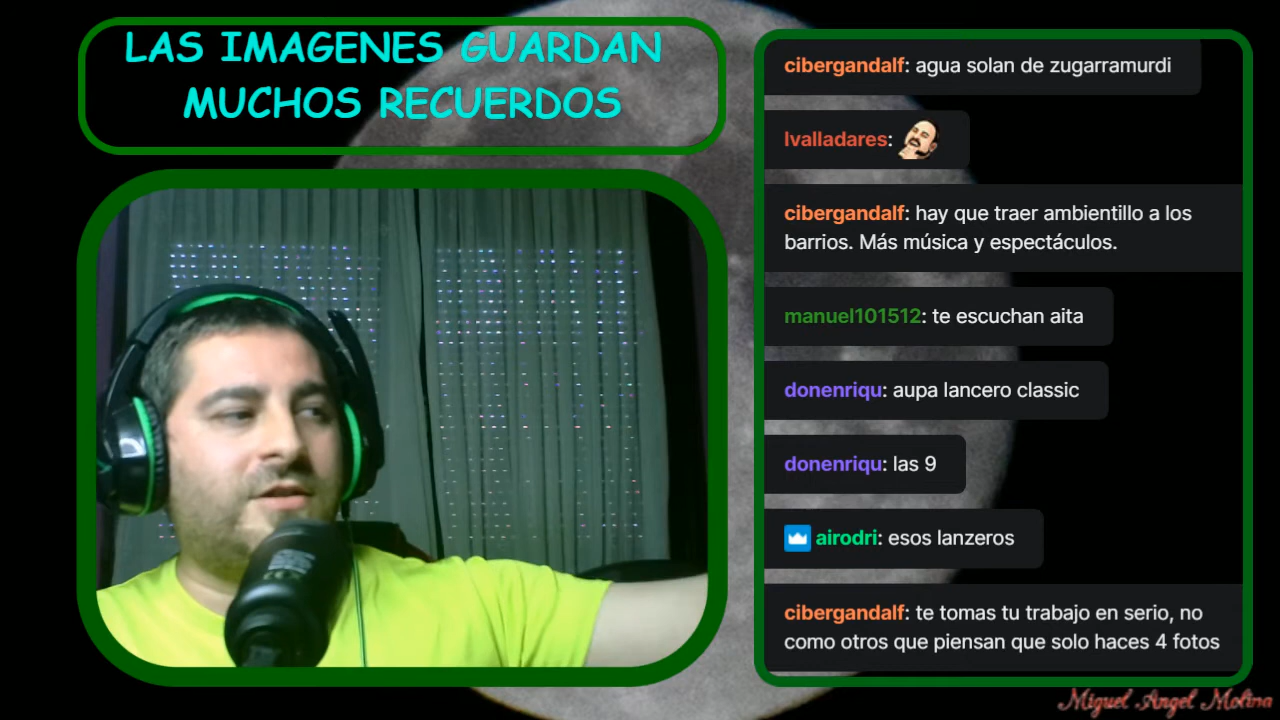 LAS IMAGENES GUARDAN
MUCHOS RECUERDOS
cibergandalf: agua solan de zugarramurdi
lvalladares:
cibergandalf: hay que traer ambientillo a los
barrios. Más música y espectáculos.
manuel101512: te escuchan aita
donenriqu: aupa lancero classic
donenriqu: las 9
airodri: esos lanzeros
cibergandalf: te tomas tu trabajo en serio, no
como otros que piensan que solo haces 4 fotos
Miguel Angel Molina